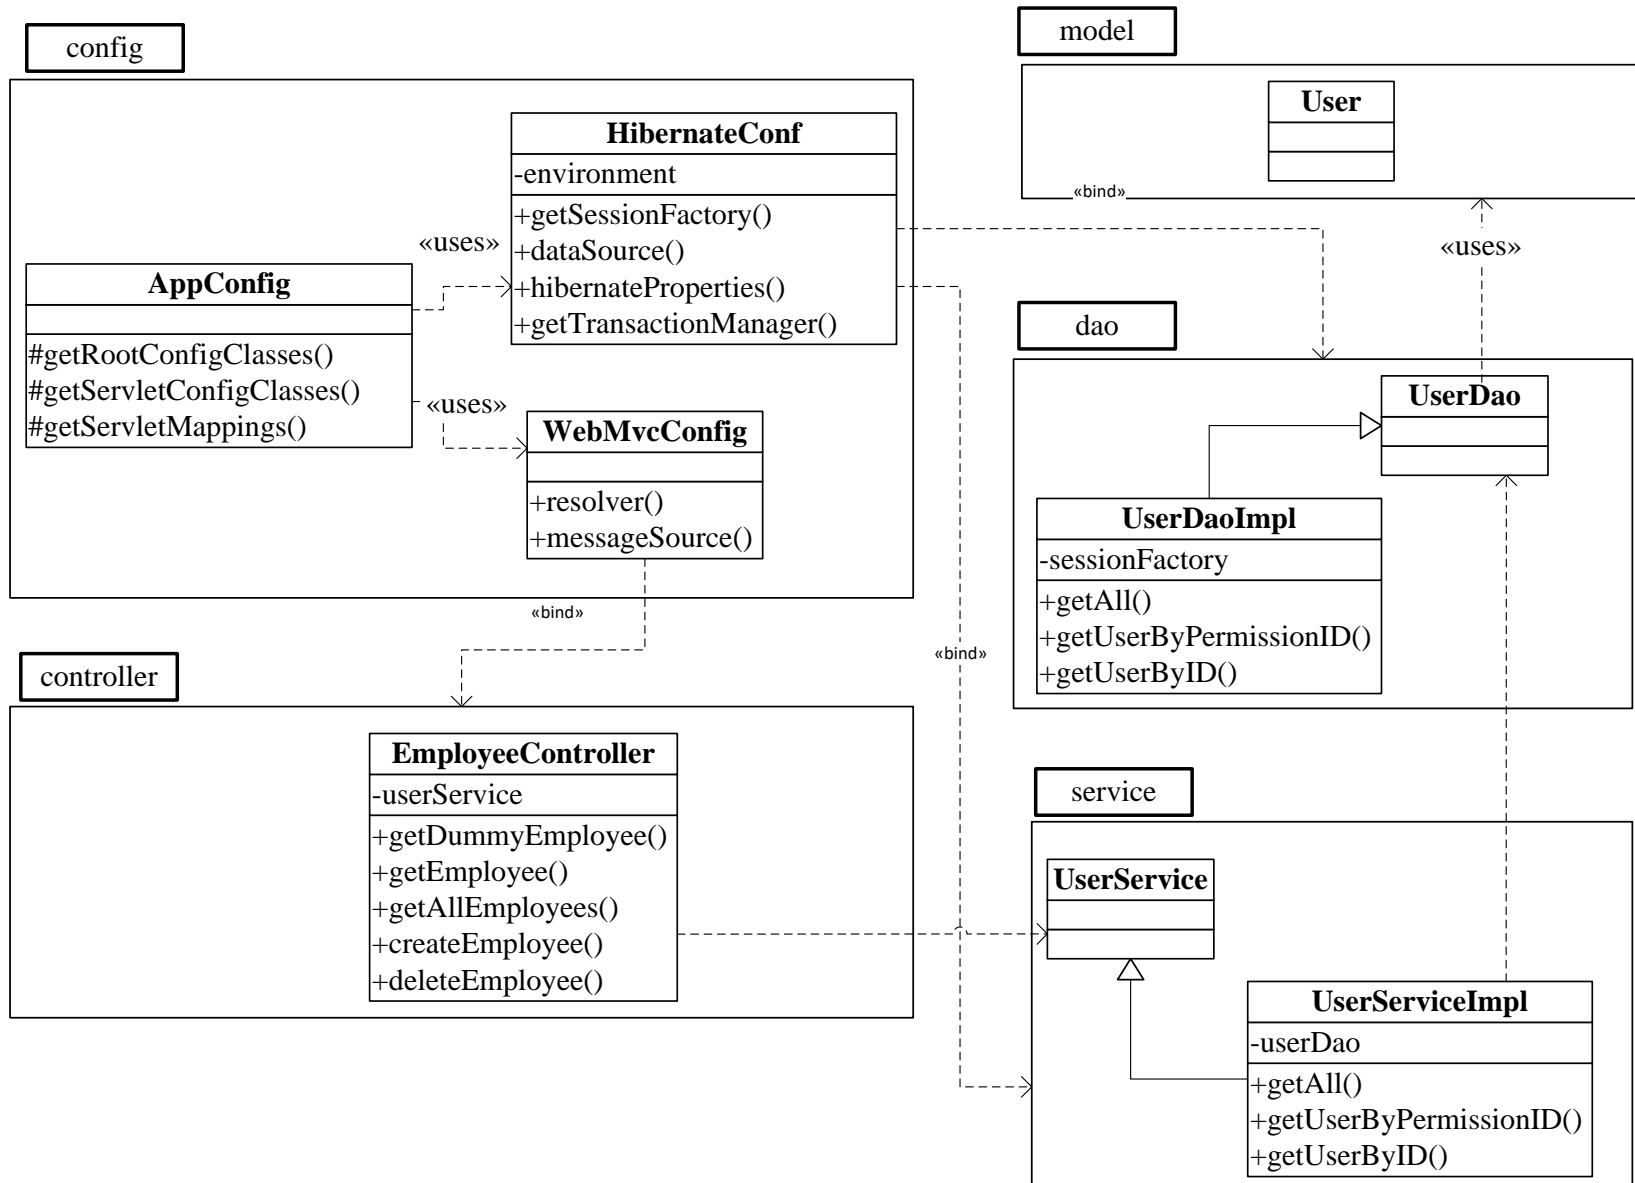 config
HibernateConf
-environment
+getSessionFactory()
+dataSource()
+hibernateProperties()
+getTransactionManager()
«uses»
AppConfig
#getRootConfigClasses()
#getServletConfigClasses()
#getServletMappings()
«uses»
WebMvcConfig
+resolver()
+messageSource()
«bind»
controller
EmployeeController
-userService
+getDummyEmployee()
+getEmployee()
+getAllEmployees()
+createEmployee()
+deleteEmployee()
model
User
«bind»
«uses»
dao
UserDao
UserDaoImpl
-sessionFactory
+getAll()
+getUserByPermissionID()
+getUserByID()
«bind»
service
UserService
UserServiceImpl
-userDao
+getAll()
+getUserByPermissionID()
+getUserByID()